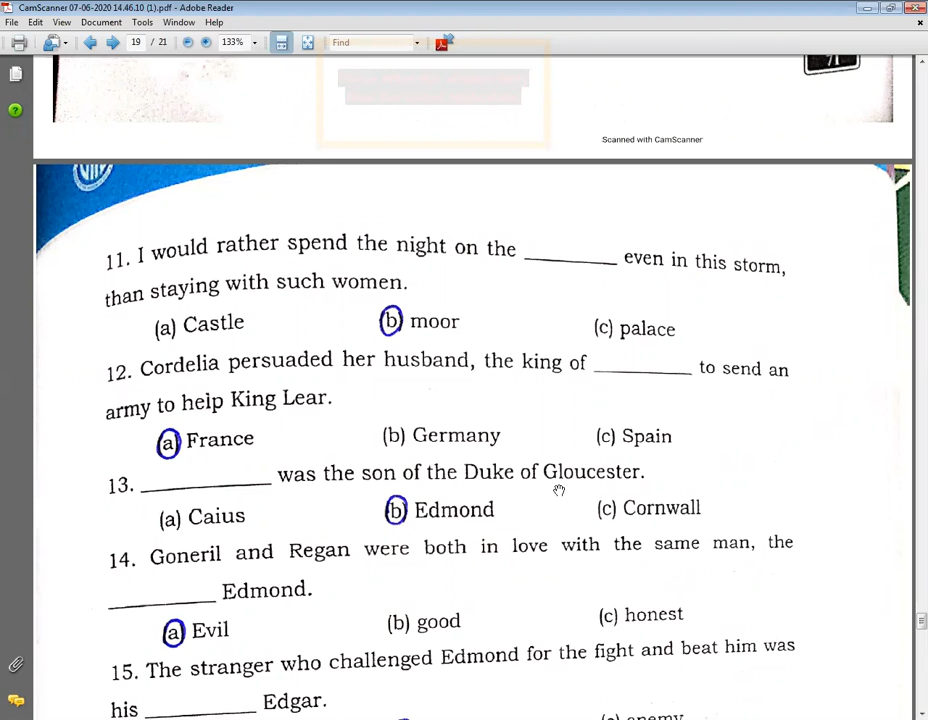 CamScanner 07-06-2020 14.46.10 (1).pdf - Adobe Reader
File Edit View Document Tools Window Help
19 / 21 133% Find
Scanned with CamScanner
11. I would rather spend the night on the ________ even in this storm,
than staying with such women.
(a) Castle (b) moor (c) palace
12. Cordelia persuaded her husband, the king of ________ to send an
army to help King Lear.
(a) France (b) Germany (c) Spain
13. ________ was the son of the Duke of Gloucester.
(a) Caius (b) Edmond (c) Cornwall
14. Goneril and Regan were both in love with the same man, the
________ Edmond.
(a) Evil (b) good (c) honest
15. The stranger who challenged Edmond for the fight and beat him was
his ________ Edgar.
(c) enemy